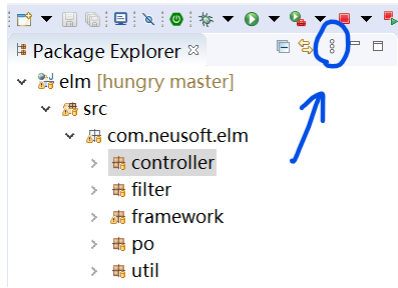 Package Explorer
elm [hungry master]
src
com.neusoft.elm
controller
filter
framework
po
util